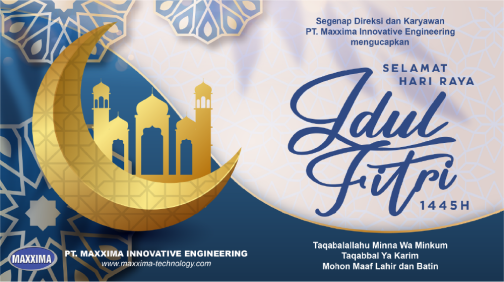 Segenap Direksi dan Karyawan
PT. Maxxima Innovative Engineering
mengucapkan
SELAMAT
HARI RAYA
Idul
Fitri
1445H
Taqabalallahu Minna Wa Minkum
Taqabbal Ya Karim
Mohon Maaf Lahir dan Batin
MAXXIMA
PT. MAXXIMA INNOVATIVE ENGINEERING
www.maxxima-technology.com